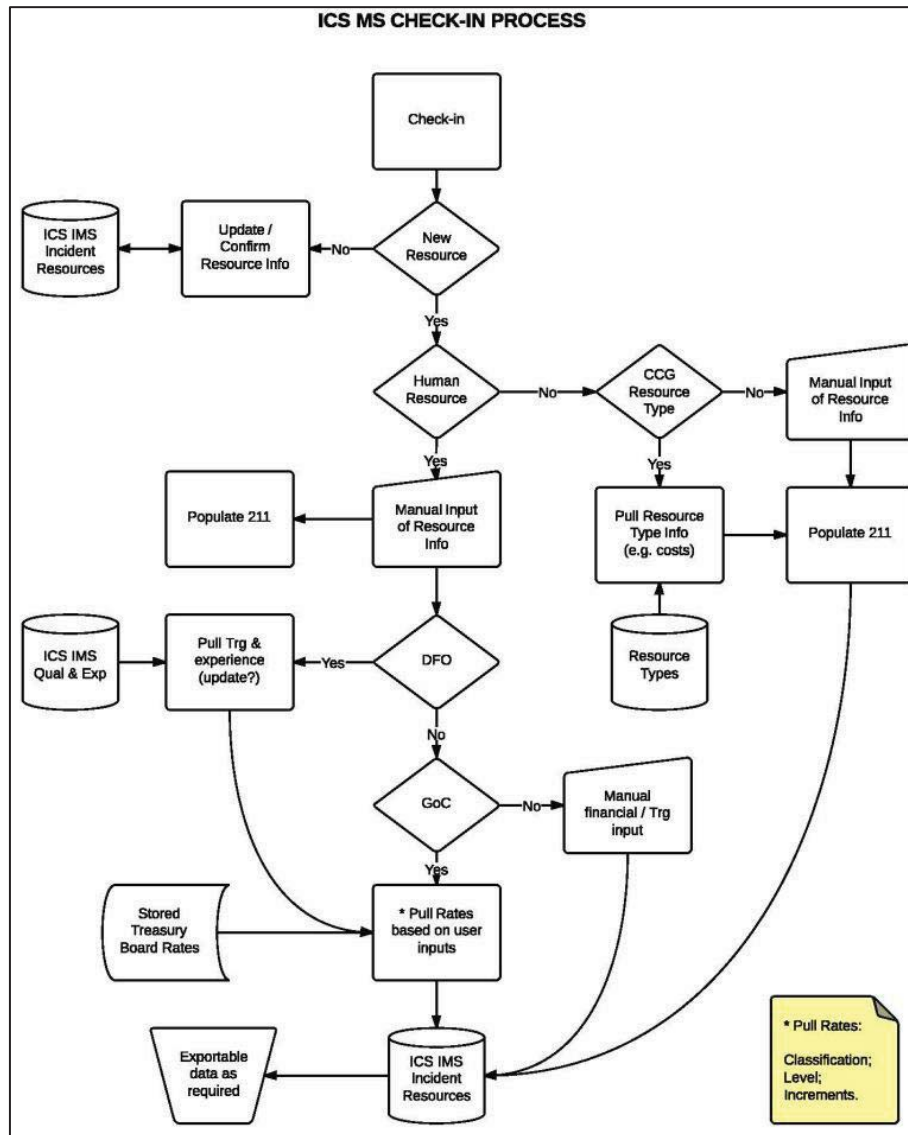 ICS MS CHECK-IN PROCESS
Check-in
ICS IMS
Incident
Resources
Update /
Confirm
Resource Info
No
New
Resource
Yes
Human
Resource
No
CCG
Resource
Type
No
Manual Input
of Resource
Info
Yes
Yes
Populate 211
Manual Input
of Resource
Info
Pull Resource
Type Info
(e.g. costs)
Populate 211
ICS IMS
Qual & Exp
Pull Trg &
experience
(update?)
Yes
DFO
Resource
Types
No
GoC
No
Manual
financial / Trg
input
Yes
Stored
Treasury
Board Rates
* Pull Rates
based on user
inputs
Exportable
data as
required
ICS IMS
Incident
Resources
* Pull Rates:
Classification;
Level;
Increments.